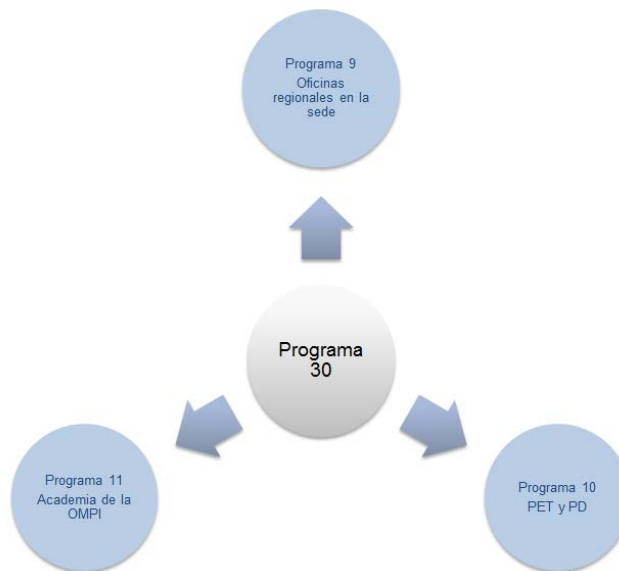 Programa 9
Oficinas
regionales en la
sede
Programa
30
Programa 11
Academia de la
OMPI
Programa 10
PET y PD